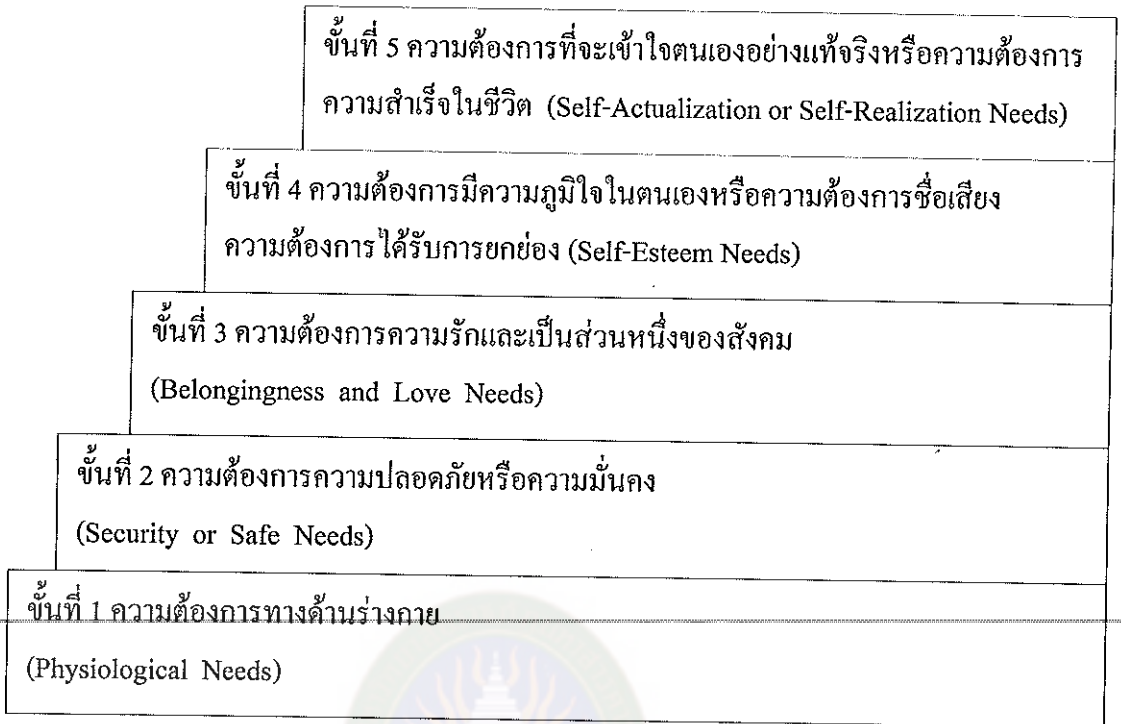 ขั้นที่ 5 ความต้องการที่จะเข้าใจตนเองอย่างแท้จริงหรือความต้องการ
ความสำเร็จในชีวิต (Self-Actualization or Self-Realization Needs)
ขั้นที่ 4 ความต้องการมีความภูมิใจในตนเองหรือความต้องการชื่อเสียง
ความต้องการได้รับการยกย่อง (Self-Esteem Needs)
ขั้นที่ 3 ความต้องการความรักและเป็นส่วนหนึ่งของสังคม
(Belongingness and Love Needs)
ขั้นที่ 2 ความต้องการความปลอดภัยหรือความมั่นคง
(Security or Safe Needs)
ขั้นที่ 1 ความต้องการทางด้านร่างกาย
(Physiological Needs)